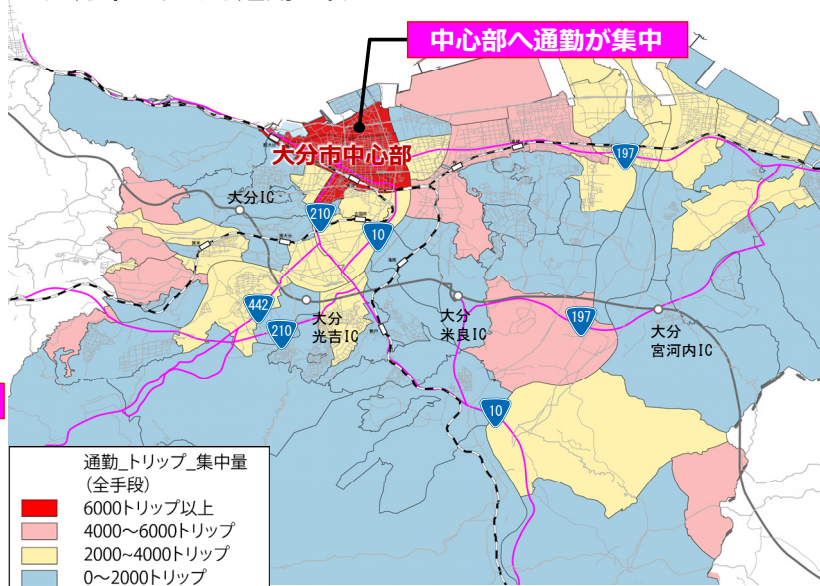 中心部へ通勤が集中
大分市中心部
197
大分IC
210
10
442
210
大分
光吉IC
大分
米良IC
197
大分
宮河内IC
10
通勤_トリップ_集中量
(全手段)
6000トリップ以上
4000～6000トリップ
2000~4000トリップ
0～2000トリップ